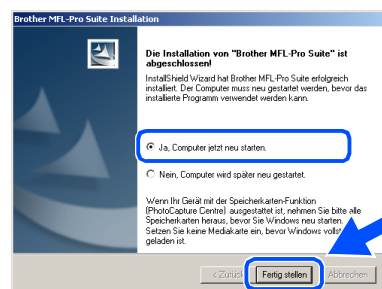 Brother MFL-Pro Suite Installation
Die Installation von "Brother MFL-Pro Suite" ist
abgeschlossen!
InstallShield Wizard hat Brother MFL-Pro Suite erfolgreich
installiert. Der Computer muss neu gestartet werden, bevor das
installierte Programm verwendet werden kann.
Ja, Computer jetzt neu starten.
Nein, Computer wird später neu gestartet.
Wenn Ihr Gerät mit der Speicherkarten-Funktion
(PhotoCapture Centre) ausgestattet ist, nehmen Sie bitte alle
Speicherkarten heraus, bevor Sie Windows neu starten.
Setzen Sie keine Mediakarte ein, bevor Windows
geladen ist.
< Zurück Fertig stellen Abbrechen